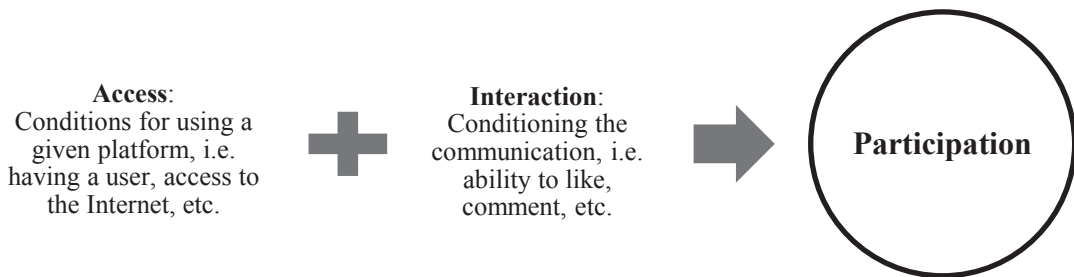 Access:
Conditions for using a
given platform, i.e.
having a user, access to
the Internet, etc.
Interaction:
Conditioning the
communication, i.e.
ability to like,
comment, etc.
Participation